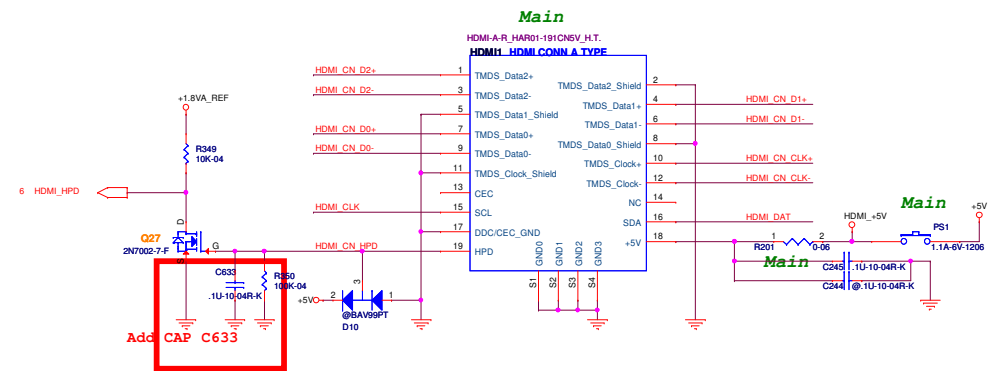 Main
HDMI-A-R_HAR01-191CN5V_H.T.
HDMI1 HDMI CONN A TYPE
HDMI_CN_D2+ 1 TMDS_Data2+
TMDS_Data2_Shield 2
HDMI_CN_D2- 3 TMDS_Data2-
TMDS_Data1+ 4 HDMI_CN_D1+
5 TMDS_Data1_Shield
TMDS_Data1- 6 HDMI_CN_D1-
HDMI_CN_D0+ 7 TMDS_Data0+
TMDS_Data0_Shield 8
HDMI_CN_D0- 9 TMDS_Data0-
TMDS_Clock+ 10 HDMI_CN_CLK+
11 TMDS_Clock_Shield
TMDS_Clock- 12 HDMI_CN_CLK-
13 CEC
NC 14
HDMI_CLK 15 SCL
SDA 16 HDMI_DAT
17 DDC/CEC_GND
+5V 18
HDMI_CN_HPD 19 HPD
GND0 GND1 GND2 GND3
S1 S2 S3 S4
+1.8VA_REF
R349
10K-04
6 HDMI_HPD
D
Q27
2N7002-7-F
G
S
C633
.1U-10-04R-K
R350
100K-04
Add CAP C633
+5V 2 3 1
@BAV99PT
D10
R201 1 2 0-06
HDMI_+5V
Main
PS1
1.1A-6V-1206
+5V
Main
C245 .1U-10-04R-K
C244 @.1U-10-04R-K